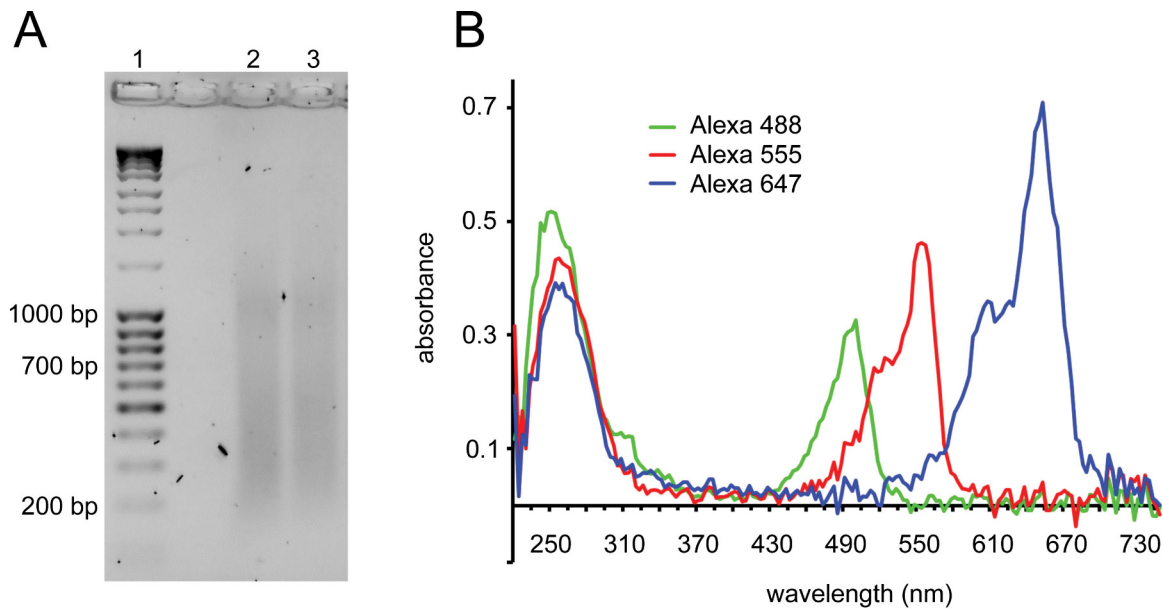 A
1 2 3
1000 bp
700 bp
200 bp
B
0.7
0.5
0.3
0.1
absorbance
Alexa 488
Alexa 555
Alexa 647
250 310 370 430 490 550 610 670 730
wavelength (nm)